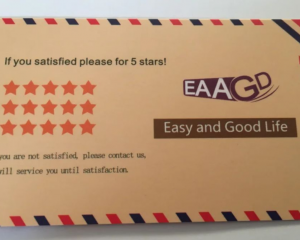 If you satisfied please for 5 stars!
EAAGD
Easy and Good Life
you are not satisfied, please contact us,
will service you until satisfaction.